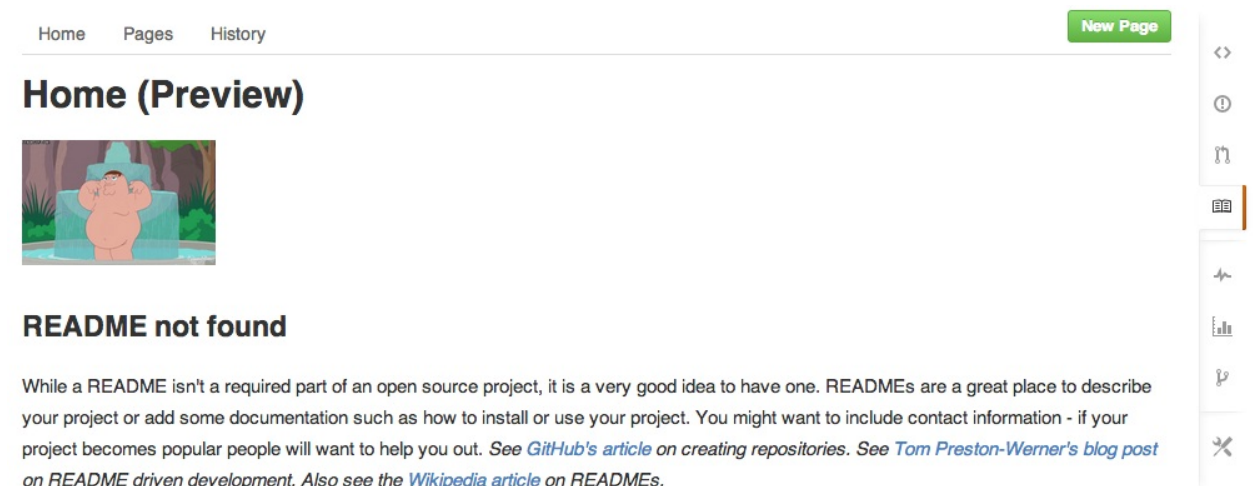 Home Pages History New Page
Home (Preview)
README not found
While a README isn't a required part of an open source project, it is a very good idea to have one. READMEs are a great place to describe
your project or add some documentation such as how to install or use your project. You might want to include contact information - if your
project becomes popular people will want to help you out. See GitHub's article on creating repositories. See Tom Preston-Werner's blog post
on README driven development. Also see the Wikipedia article on READMEs.